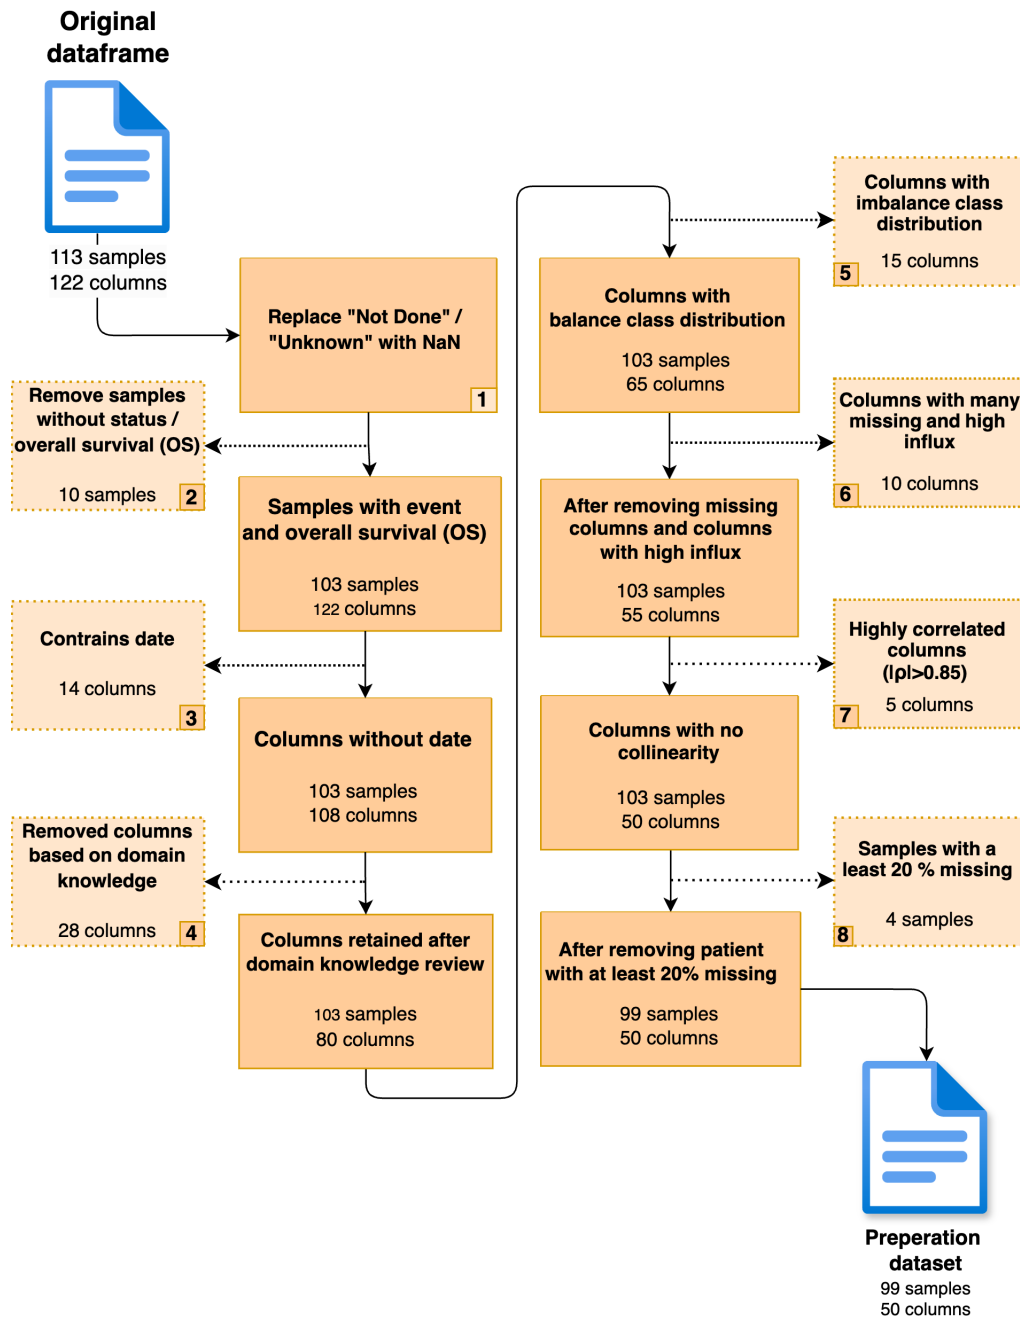 Original
dataframe
113 samples
122 columns
Replace "Not Done" /
"Unknown" with NaN
1
Remove samples
without status /
overall survival (OS)
10 samples
2
Samples with event
and overall survival (OS)
103 samples
122 columns
Contrains date
14 columns
3
Columns without date
103 samples
108 columns
Removed columns
based on domain
knowledge
28 columns
4
Columns retained after
domain knowledge review
103 samples
80 columns
Columns with
imbalance class
distribution
15 columns
5
Columns with
balance class distribution
103 samples
65 columns
Columns with many
missing and high
influx
10 columns
6
After removing missing
columns and columns
with high influx
103 samples
55 columns
Highly correlated
columns
(|ρ|>0.85)
5 columns
7
Columns with no
collinearity
103 samples
50 columns
Samples with a
least 20 % missing
4 samples
8
After removing patient
with at least 20% missing
99 samples
50 columns
Preperation
dataset
99 samples
50 columns